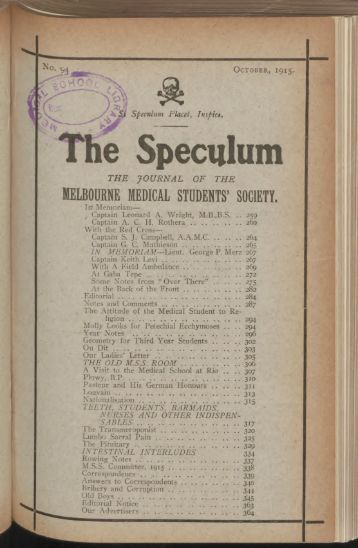 No. 94
OCTOBER, 1915.
MEDICAL SCHOOL LIBRARY
Si Speculum Placet, Inspice.
The Speculum
THE JOURNAL OF THE
MELBOURNE MEDICAL STUDENTS' SOCIETY.
In Memoriam—
Captain Leonard A. Wright, M.B.,B.S. .. 259
Captain A. C. H. Rothera .. .. .. .. 260
With the Red Cross—
Captain S. J. Campbell, A.A.M.C. .. .. .. 264
Captain G. C. Mathieson .. .. .. .. 265
IN MEMORIAM—Lieut. George P. Merz 267
Captain Keith Levi .. .. .. .. 267
With A Field Ambulance .. .. .. .. 269
At Gaba Tepe .. .. .. .. 272
Some Notes from "Over There" .. .. 275
At the Back of the Front .. .. .. .. 282
Editorial .. .. .. .. 284
Notes and Comments .. .. .. .. 287
The Attitude of the Medical Student to Re-
ligion .. .. .. .. 294
Molly Looks for Petechial Ecchymoses .. .. 294
Year Notes .. .. .. .. 296
Geometry for Third Year Students .. .. 302
On Dit .. .. .. .. 303
Our Ladies' Letter .. .. .. .. 305
THE OLD M.S.S. ROOM .. .. .. .. 306
A Visit to the Medical School at Rio .. .. 307
B.P. .. .. .. .. 310
Pasteur and His German Honours .. .. .. 311
Louvain .. .. .. .. 313
Nationalisation .. .. .. .. 315
TEETH, STUDENTS, BARMAIDS,
NURSES AND OTHER INDISPEN-
SABLES .. .. .. .. 317
The Transmeroponist .. .. .. .. 320
Lumbo Sacral Pain .. .. .. .. 325
The Pituitary .. .. .. .. 329
INTESTINAL INTERLUDES .. .. 334
Rowing Notes .. .. .. .. 337
M.S.S. Committee, 1915 .. .. .. .. 338
Correspondence .. .. .. .. 339
Answers to Correspondents .. .. .. .. 340
Bribery and Corruption .. .. .. .. 341
Old Boys .. .. .. .. 345
Editorial Notice .. .. .. .. 363
Our Advertisers .. .. .. .. 364